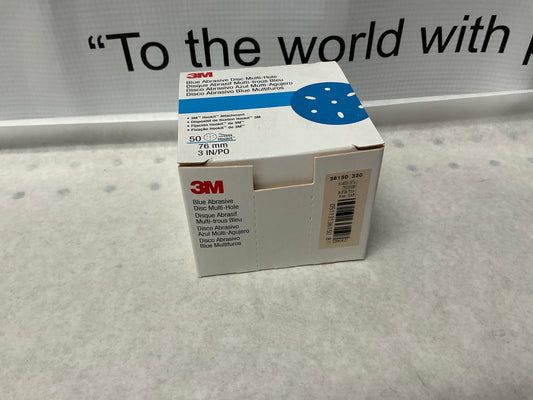 “To the world with
3M
Blue Abrasive Disc Multi-Hole
Disque Abrasif Multi-trous Bleu
Disco Abrasivo Azul Multi-Agujero
Disco Abrasivo Blue Multifuros
• 3M™ Hookit™ Attachment
• Dispositif de fixation Hookit™ 3M
• Fijación Hookit™ de 3M™
• Fixação Hookit™ de 3M™
50
76 mm
3 IN/PO
3M
Blue Abrasive
Disc Multi-Hole
Disque Abrasif
Multi-trous Bleu
Disco Abrasivo
Azul Multi-Agujero
Disco Abrasivo
Blue Multifuros
36150 320